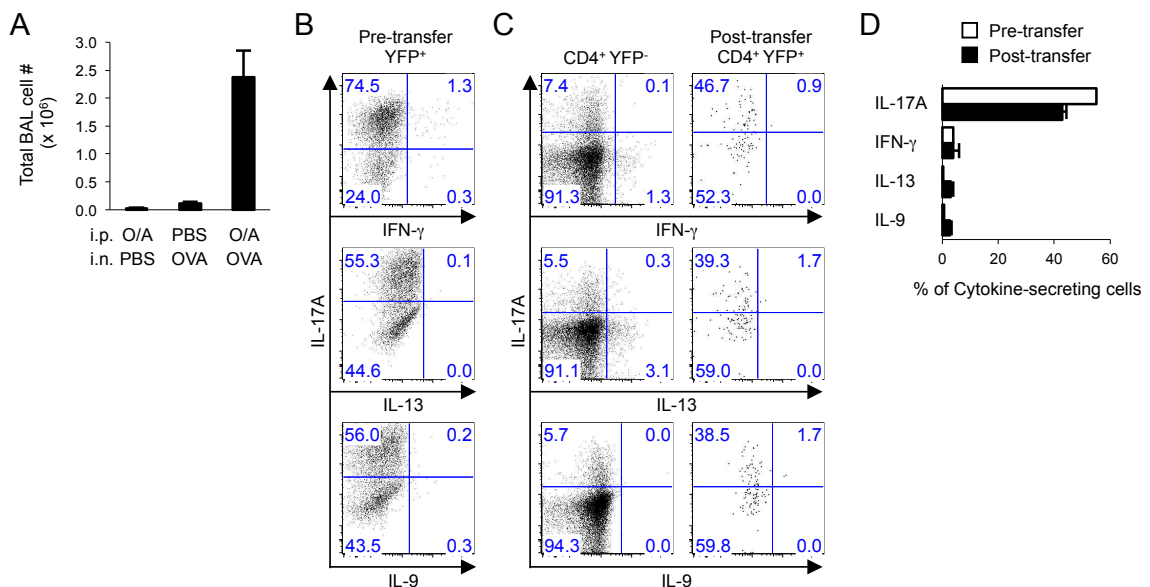 A
Total BAL cell #
(x 10⁶)
3.0
2.5
2.0
1.5
1.0
0.5
0.0
i.p. O/A PBS O/A
i.n. PBS OVA OVA
B
Pre-transfer
YFP⁺
IL-17A
74.5 1.3
24.0 0.3
IFN-γ
55.3 0.1
44.6 0.0
IL-13
56.0 0.2
43.5 0.3
IL-9
C
CD4⁺ YFP⁻
Post-transfer
CD4⁺ YFP⁺
IL-17A
7.4 0.1 46.7 0.9
91.3 1.3 52.3 0.0
IFN-γ
5.5 0.3 39.3 1.7
91.1 3.1 59.0 0.0
IL-13
5.7 0.0 38.5 1.7
94.3 0.0 59.8 0.0
IL-9
D
Pre-transfer
Post-transfer
IL-17A
IFN-γ
IL-13
IL-9
0 20 40 60
% of Cytokine-secreting cells